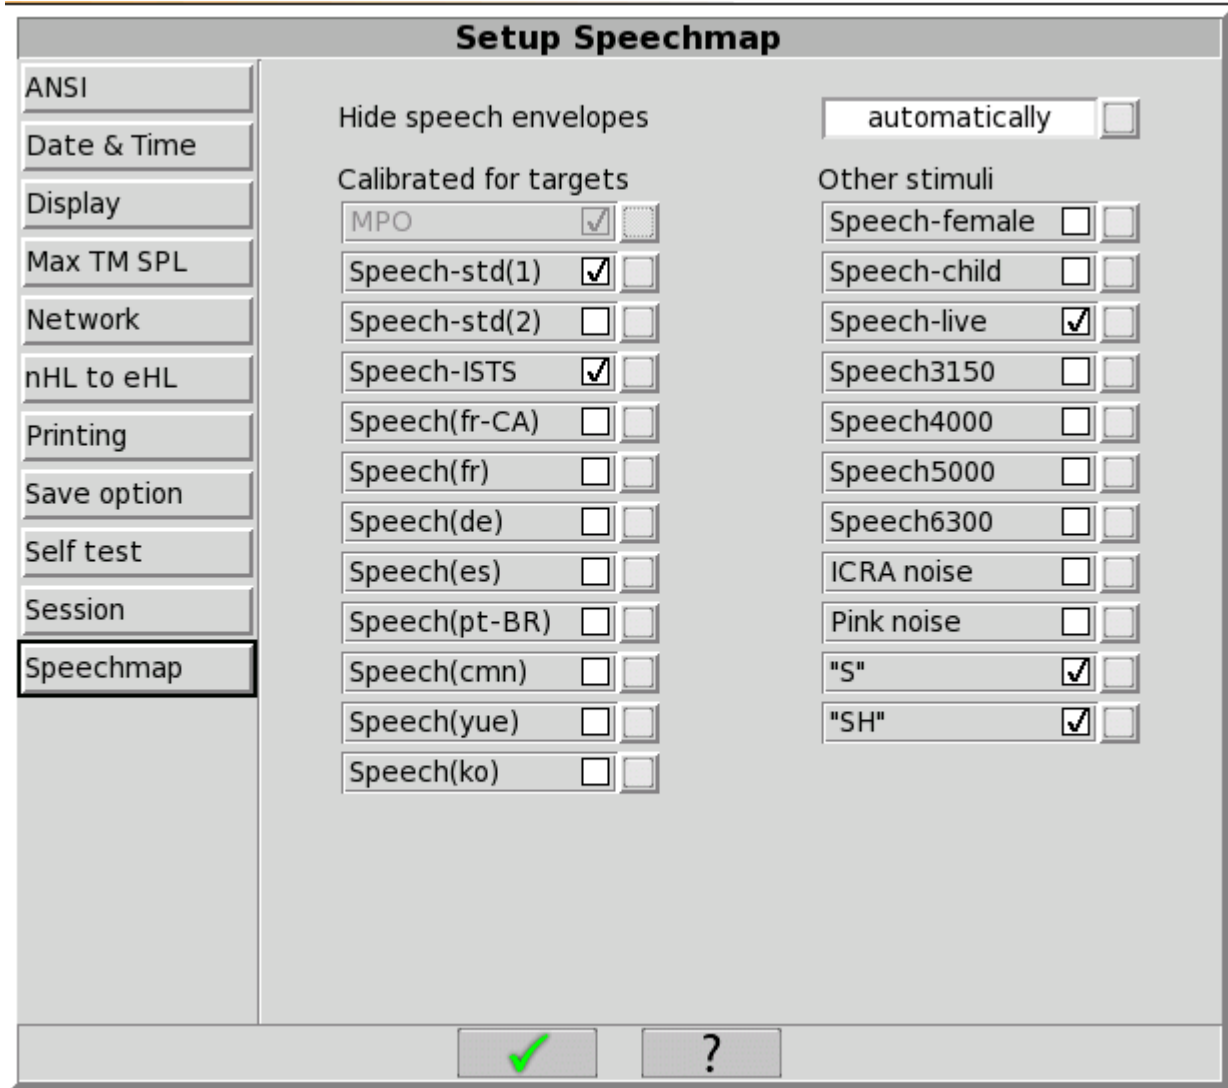 Setup Speechmap
ANSI
Date & Time
Display
Max TM SPL
Network
nHL to eHL
Printing
Save option
Self test
Session
Speechmap
Hide speech envelopes
automatically
Calibrated for targets
MPO
Speech-std(1)
Speech-std(2)
Speech-ISTS
Speech(fr-CA)
Speech(fr)
Speech(de)
Speech(es)
Speech(pt-BR)
Speech(cmn)
Speech(yue)
Speech(ko)
Other stimuli
Speech-female
Speech-child
Speech-live
Speech3150
Speech4000
Speech5000
Speech6300
ICRA noise
Pink noise
"S"
"SH"
?